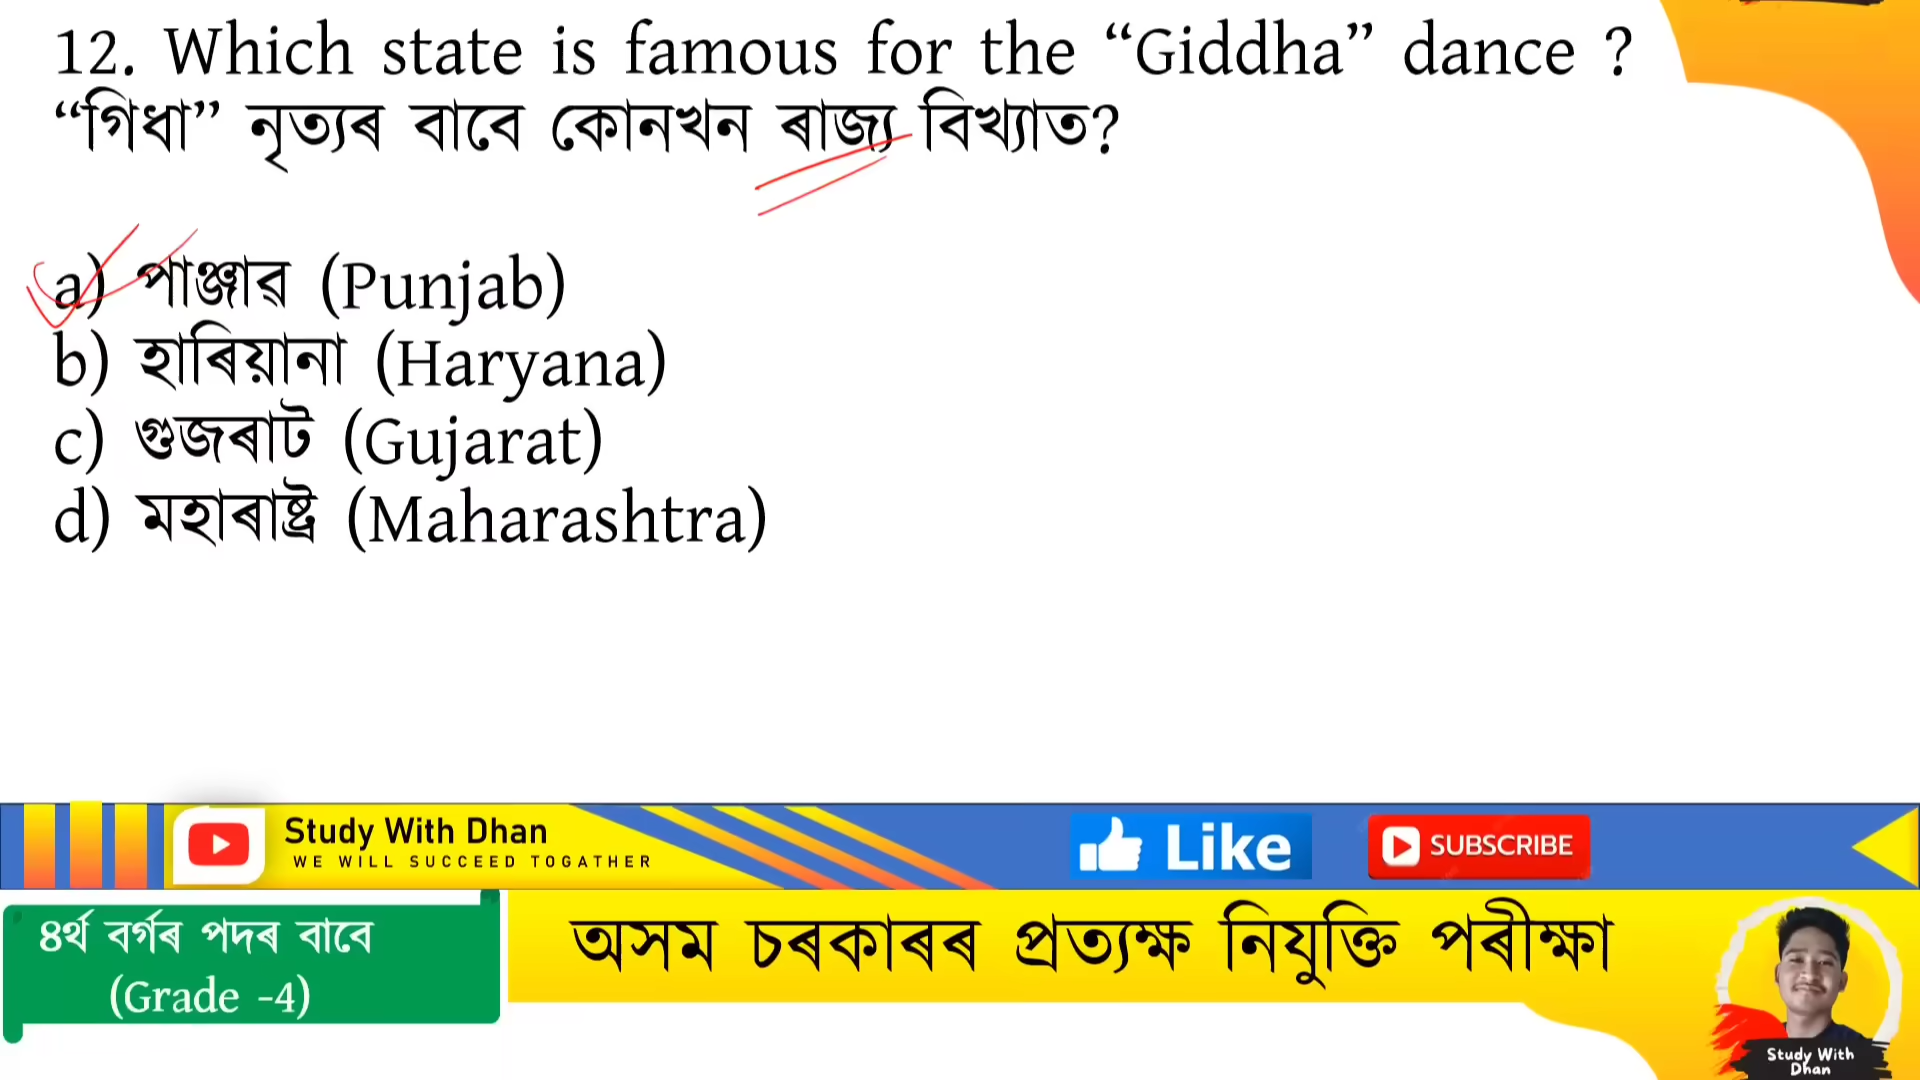 12. Which state is famous for the “Giddha” dance ?
“গিধা” নৃত্যৰ বাবে কোনখন ৰাজ্য বিখ্যাত?
a) পাঞ্জাৱ (Punjab)
b) হাৰিয়ানা (Haryana)
c) গুজৰাট (Gujarat)
d) মহাৰাষ্ট্ৰ (Maharashtra)
Study With Dhan
WE WILL SUCCEED TOGATHER
Like
SUBSCRIBE
৪ৰ্থ বৰ্গৰ পদৰ বাবে
(Grade -4)
অসম চৰকাৰৰ প্ৰত্যক্ষ নিযুক্তি পৰীক্ষা
Study With
Dhan